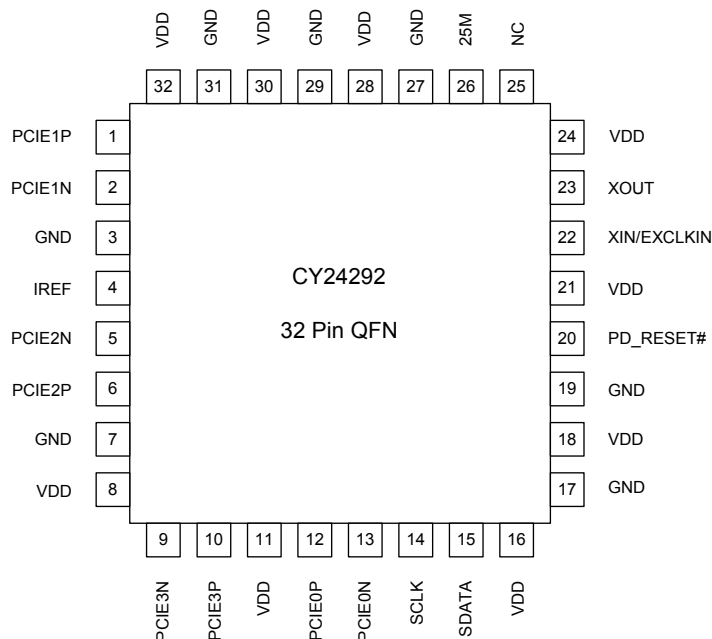 VDD GND VDD GND VDD GND 25M NC
32 31 30 29 28 27 26 25
PCIE1P 1 24 VDD
PCIE1N 2 23 XOUT
GND 3 22 XIN/EXCLKIN
IREF 4 21 VDD
CY24292
32 Pin QFN
PCIE2N 5 20 PD_RESET#
PCIE2P 6 19 GND
GND 7 18 VDD
VDD 8 17 GND
9 10 11 12 13 14 15 16
PCIE3N PCIE3P VDD PCIE0P PCIE0N SCLK SDATA VDD